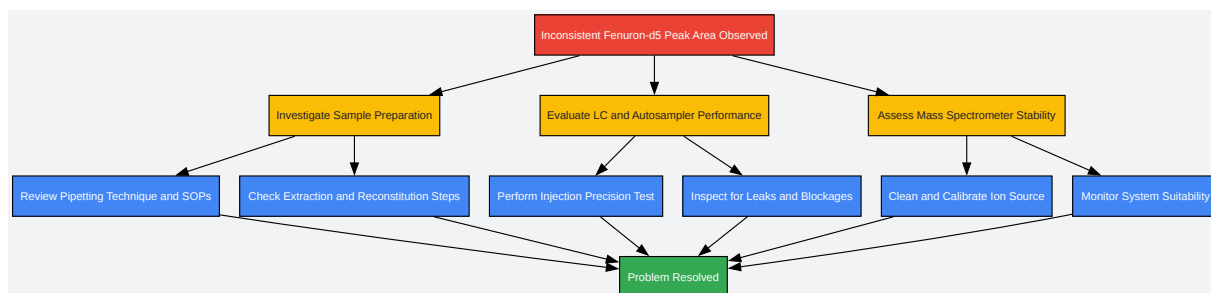 Inconsistent Fenuron-d5 Peak Area Observed
Investigate Sample Preparation
Evaluate LC and Autosampler Performance
Assess Mass Spectrometer Stability
Review Pipetting Technique and SOPs
Check Extraction and Reconstitution Steps
Perform Injection Precision Test
Inspect for Leaks and Blockages
Clean and Calibrate Ion Source
Monitor System Suitability
Problem Resolved